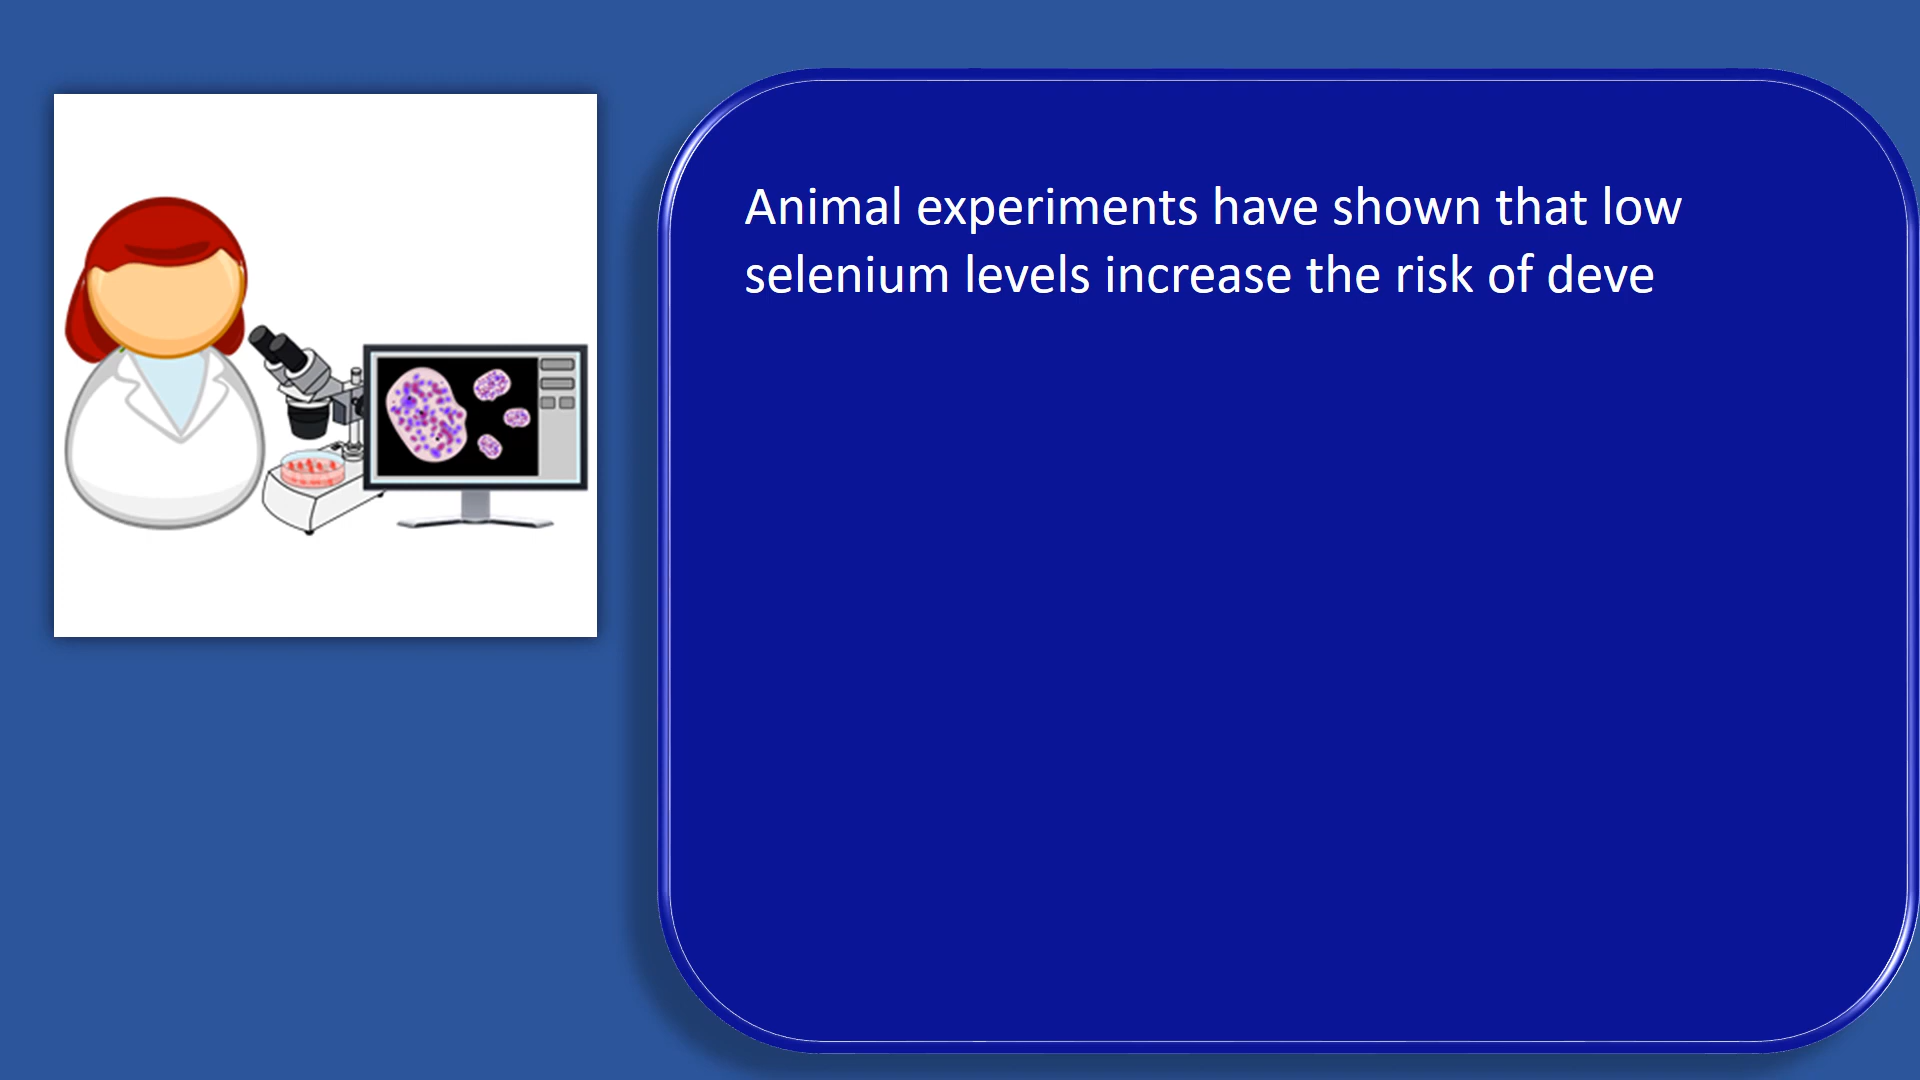 Animal experiments have shown that low
selenium levels increase the risk of deve